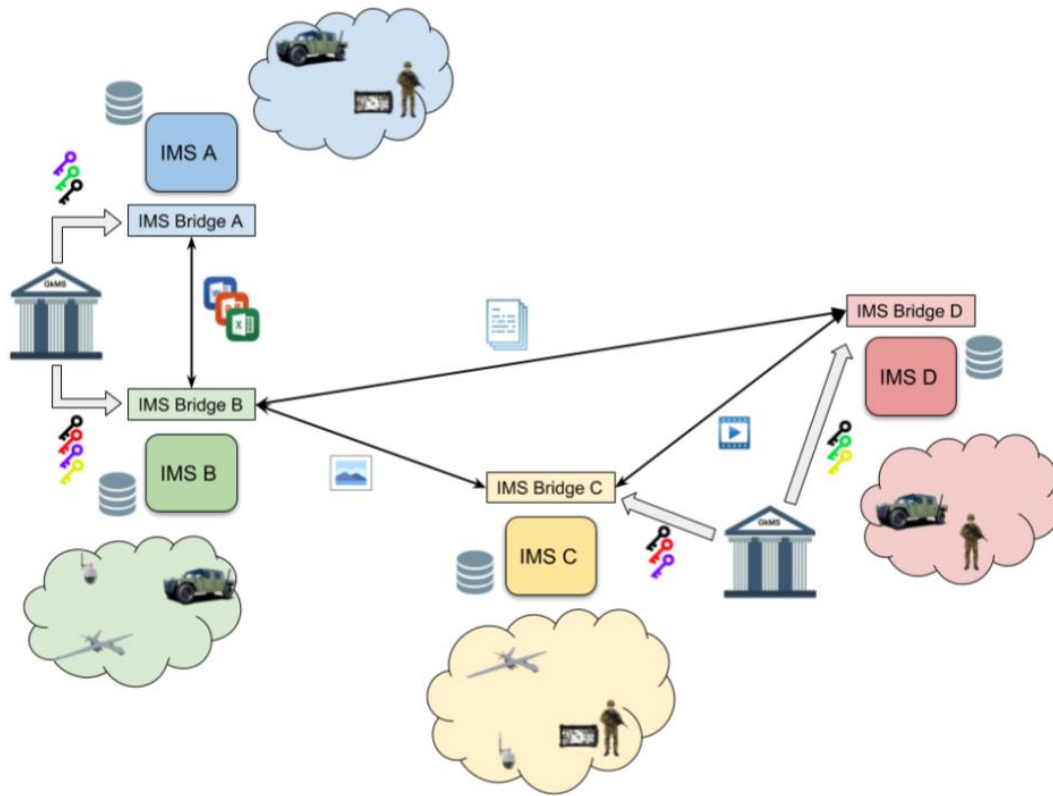 IMS A
IMS Bridge A
GkMS
IMS Bridge B
IMS B
IMS Bridge D
IMS D
IMS Bridge C
IMS C
GkMS